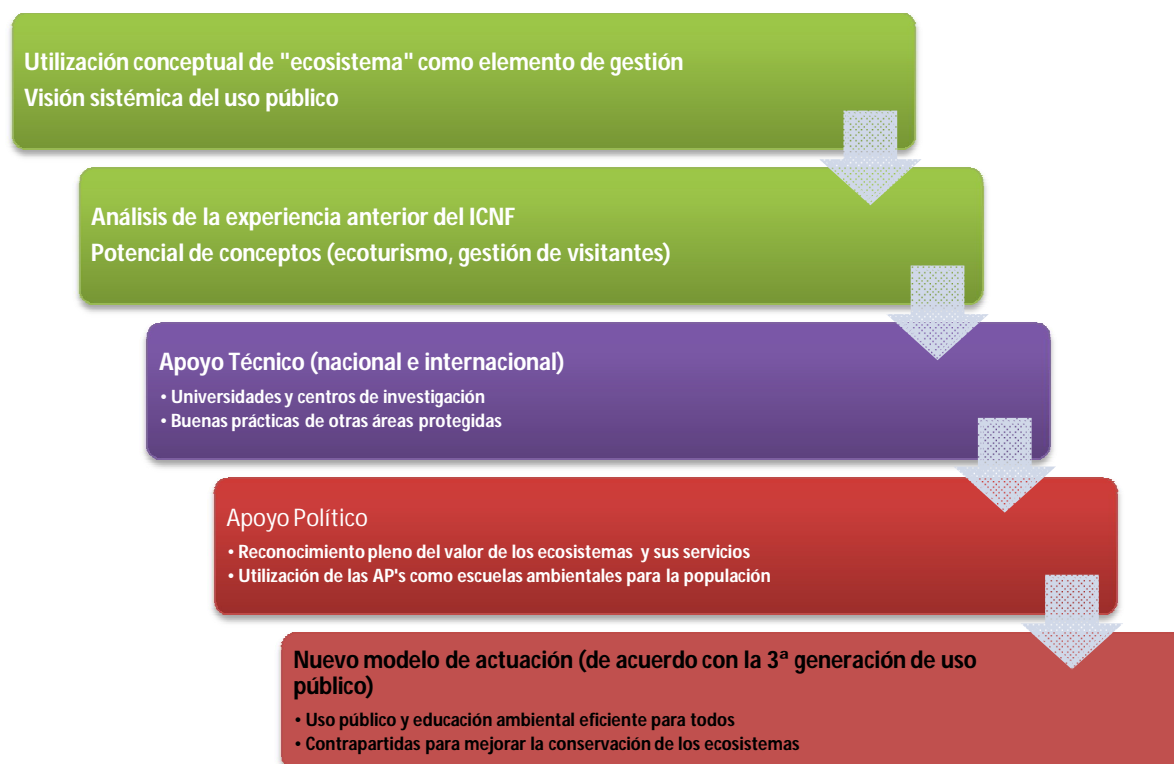 Utilización conceptual de "ecosistema" como elemento de gestión
Visión sistémica del uso público
Análisis de la experiencia anterior del ICNF
Potencial de conceptos (ecoturismo, gestión de visitantes)
Apoyo Técnico (nacional e internacional)
• Universidades y centros de investigación
• Buenas prácticas de otras áreas protegidas
Apoyo Político
• Reconocimiento pleno del valor de los ecosistemas y sus servicios
• Utilización de las AP's como escuelas ambientales para la populación
Nuevo modelo de actuación (de acuerdo con la 3ª generación de uso
público)
• Uso público y educación ambiental eficiente para todos
• Contrapartidas para mejorar la conservación de los ecosistemas